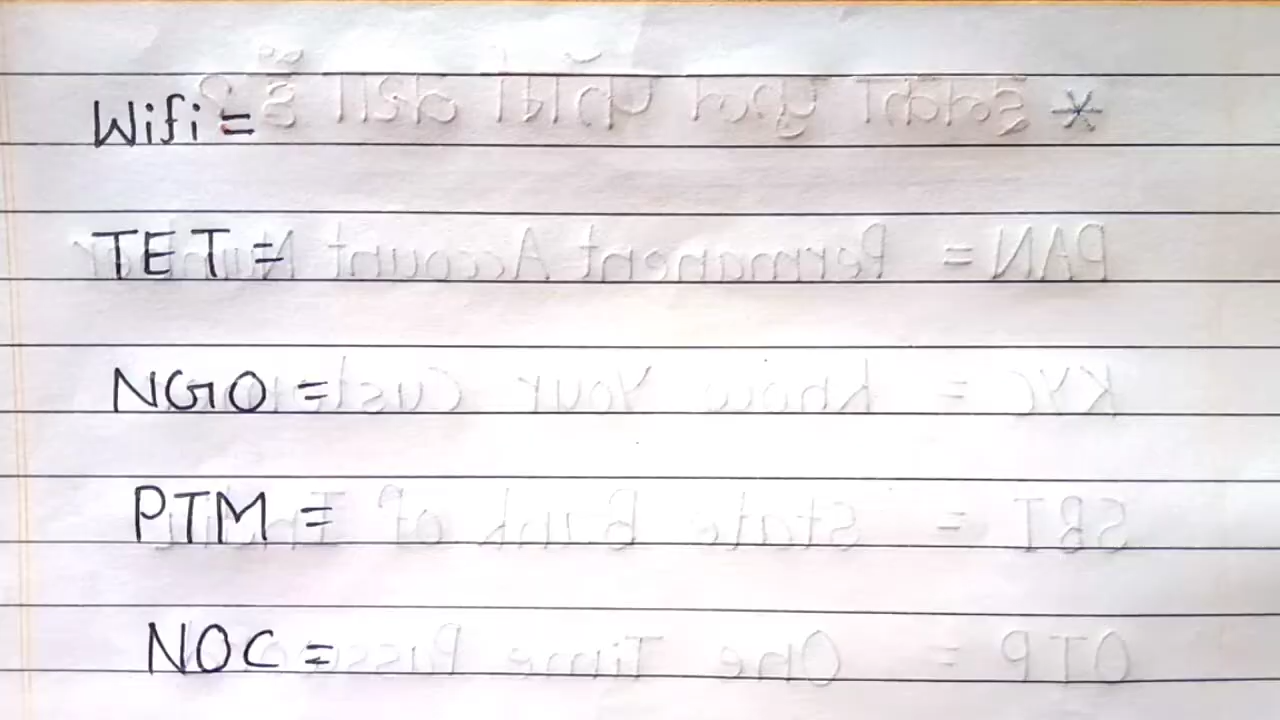 Wifi =
TET =
NGO =
PTM =
NOC =